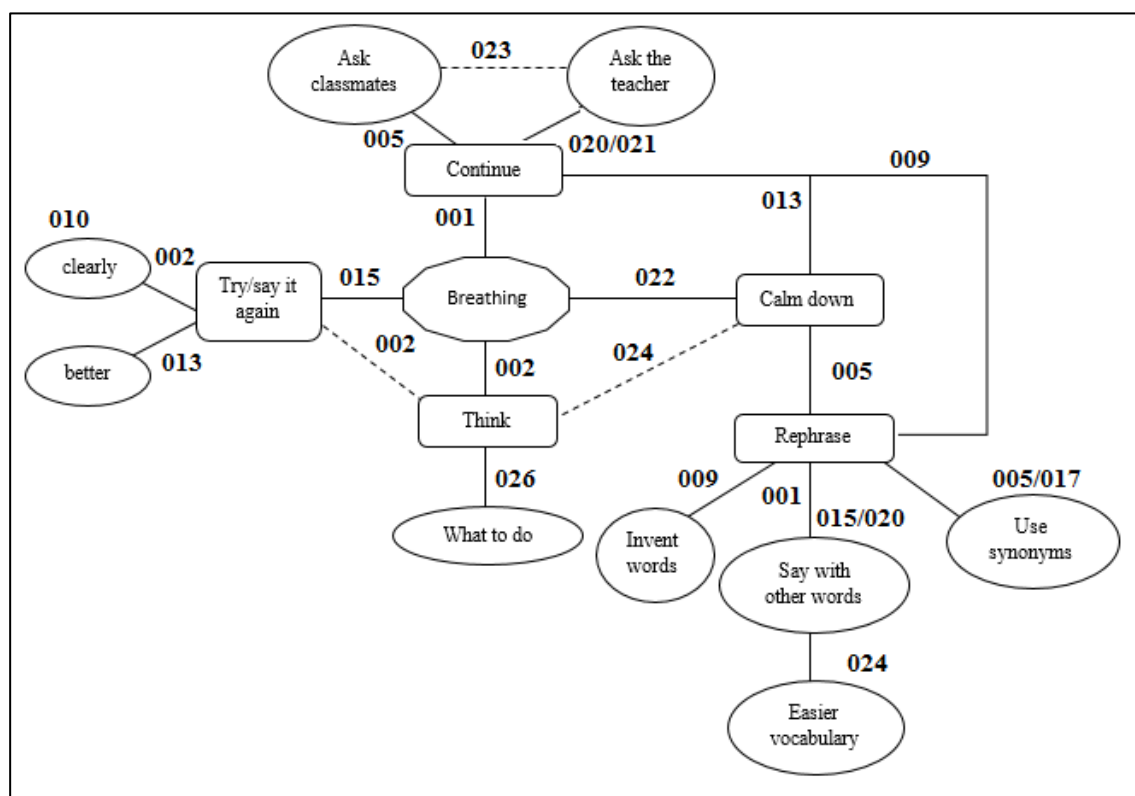 Ask
classmates
023
Ask the
teacher
005
020/021
009
Continue
001
013
010
clearly
002
Try/say it
again
015
Breathing
022
Calm down
better
013
002
002
024
005
Think
Rephrase
026
009
001
005/017
What to do
015/020
Invent
words
Say with
other words
Use
synonyms
024
Easier
vocabulary